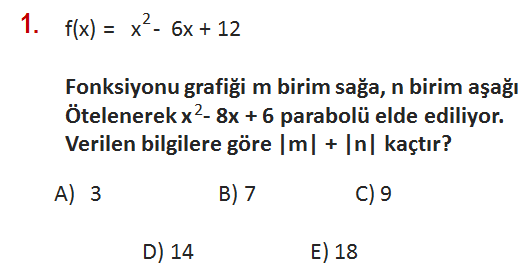 1. f(x) = x²- 6x + 12
Fonksiyonu grafiği m birim sağa, n birim aşağı
Ötelenerek x²- 8x + 6 parabolü elde ediliyor.
Verilen bilgilere göre |m| + |n| kaçtır?
A) 3 B) 7 C) 9
D) 14 E) 18